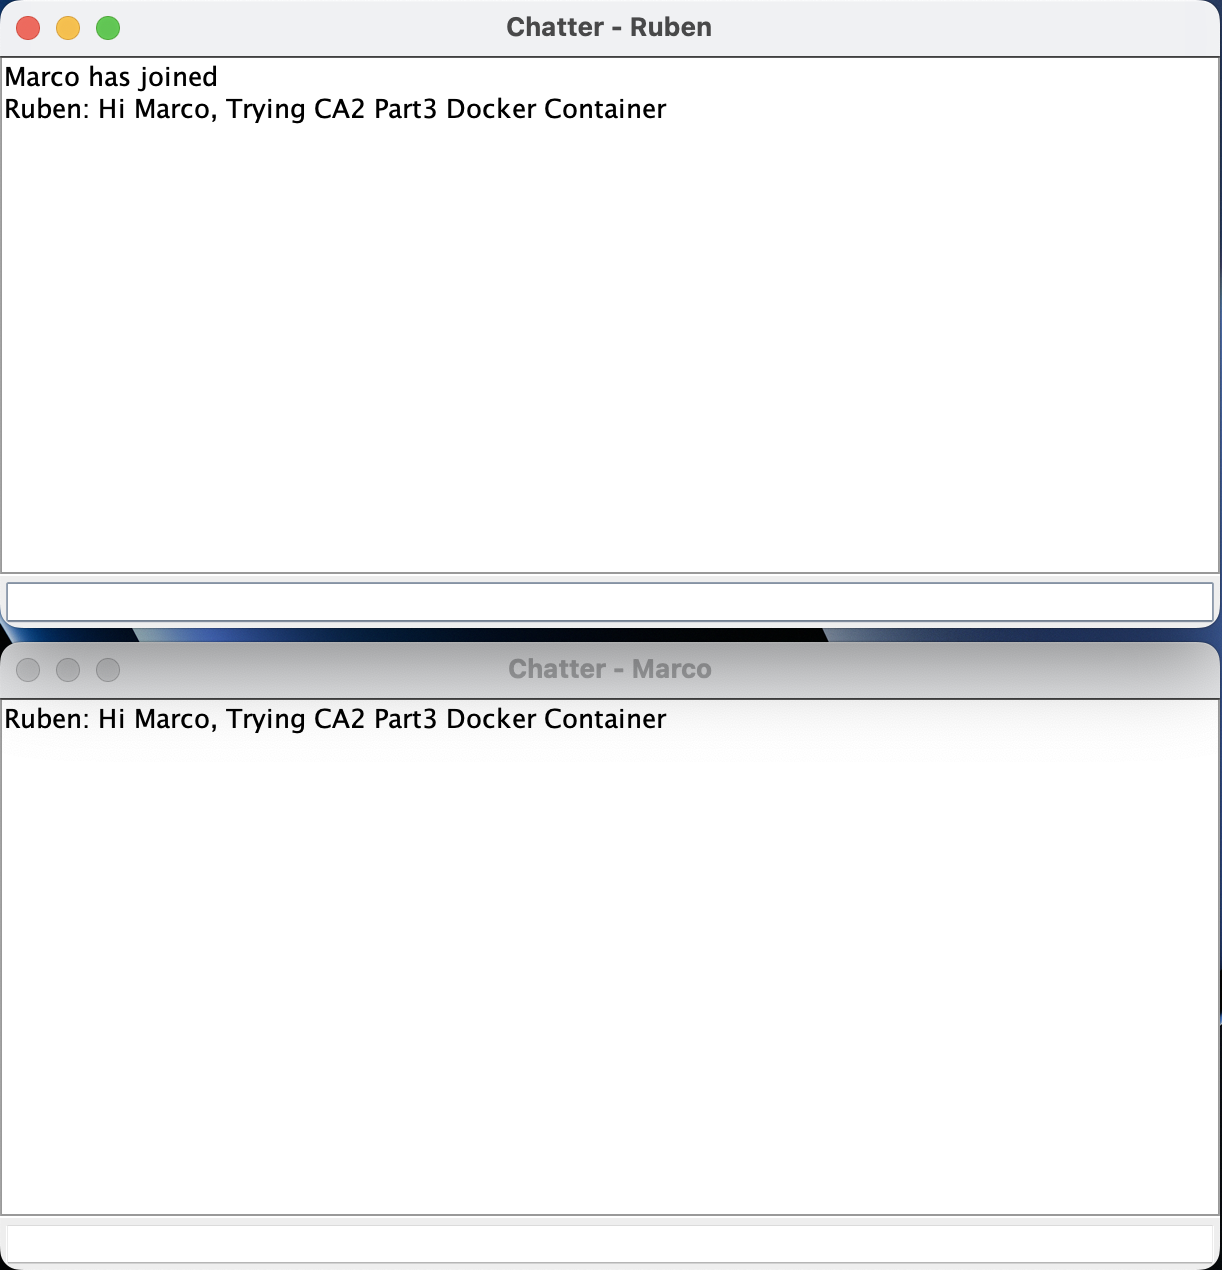 Chatter - Ruben
Marco has joined
Ruben: Hi Marco, Trying CA2 Part3 Docker Container
Chatter - Marco
Ruben: Hi Marco, Trying CA2 Part3 Docker Container